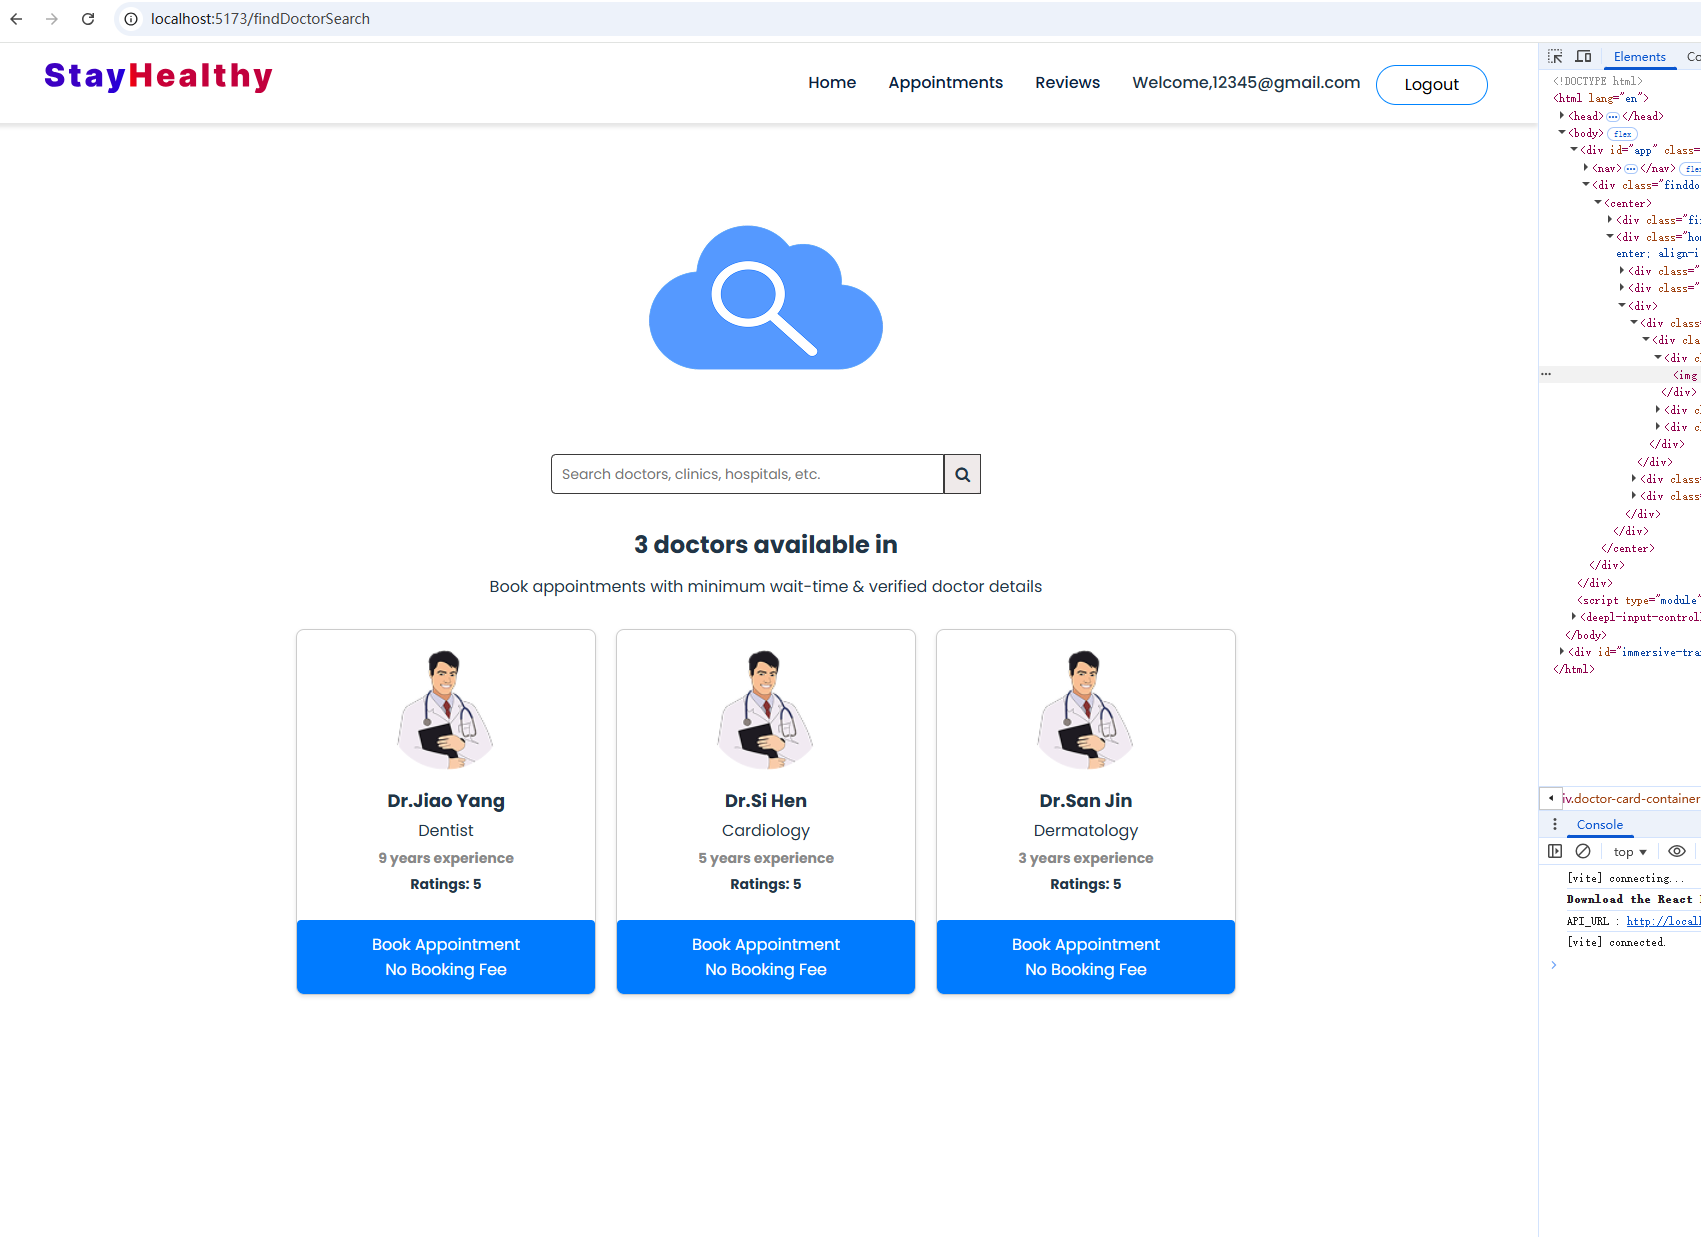 localhost:5173/findDoctorSearch
StayHealthy
Home Appointments Reviews Welcome,12345@gmail.com Logout
Search doctors, clinics, hospitals, etc.
3 doctors available in
Book appointments with minimum wait-time & verified doctor details
Dr.Jiao Yang
Dentist
9 years experience
Ratings: 5
Book Appointment
No Booking Fee
Dr.Si Hen
Cardiology
5 years experience
Ratings: 5
Book Appointment
No Booking Fee
Dr.San Jin
Dermatology
3 years experience
Ratings: 5
Book Appointment
No Booking Fee
Elements
<!DOCTYPE html>
<html lang="en">
<head> </head>
<body> flex
<div id="app" class=
<nav> </nav>
<div class="finddo
<center>
<div class="fi
<div class="ho
enter; align-i
<div class="
<div class="
<div>
<div class
<div cla
<div c
<img
</div>
<div c
<div c
</div>
</div>
<div class
<div class
</div>
</div>
</center>
</div>
</div>
<script type="module"
<deepl-input-control
</body>
<div id="immersive-tra
</html>
iv.doctor-card-container
Console
top
[vite] connecting...
Download the React
API_URL : http://local
[vite] connected.